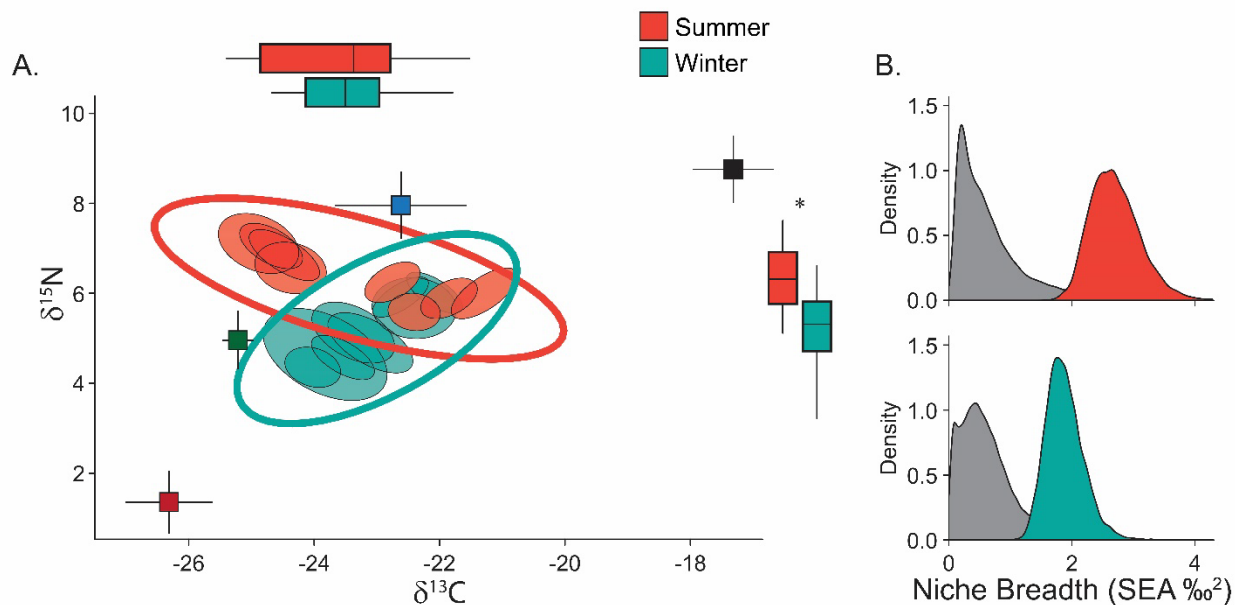 A.
Summer
Winter
B.
δ¹⁵N
10
8
6
4
2
*
-26
-24
-22
-20
-18
δ¹³C
Density
1.5
1.0
0.5
0.0
Density
1.5
1.0
0.5
0.0
0
2
4
Niche Breadth (SEA ‰²)